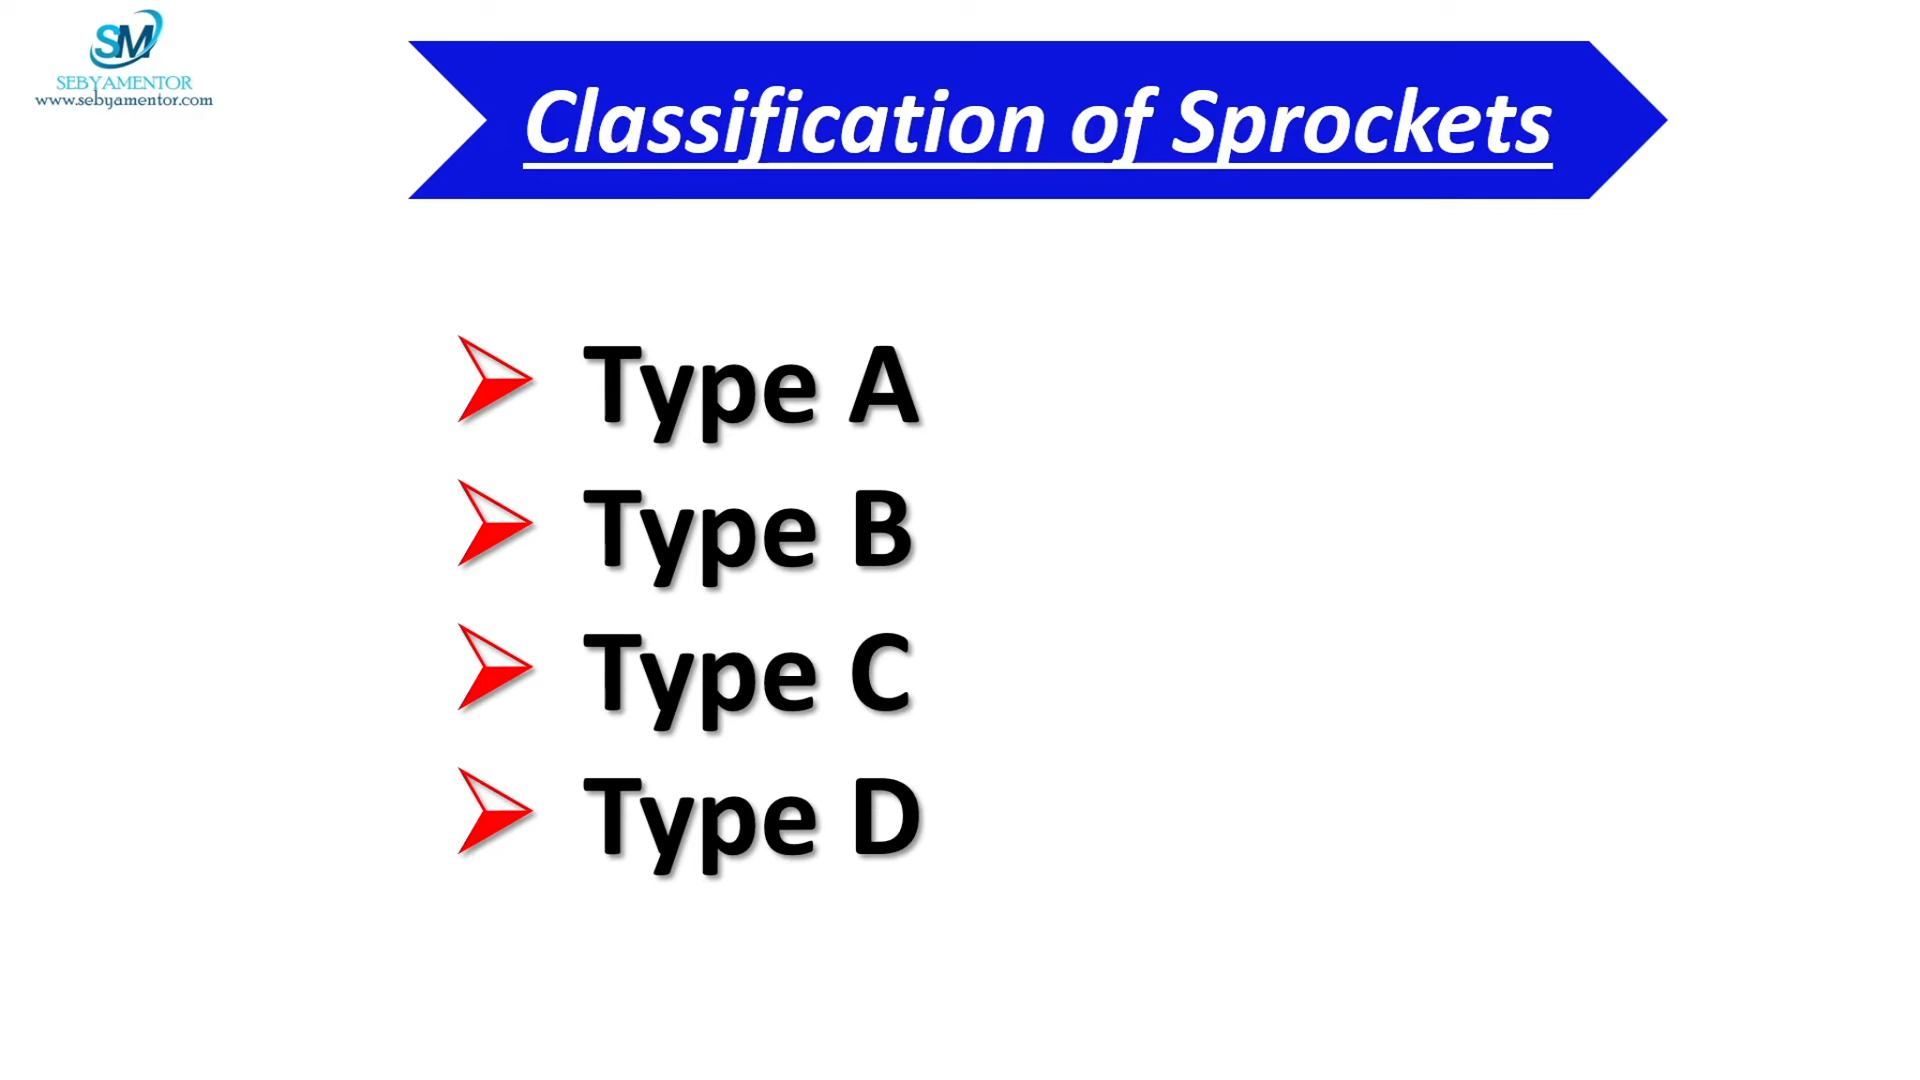 SM
SEBYAMENTOR
www.sebyamentor.com
Classification of Sprockets
Type A
Type B
Type C
Type D